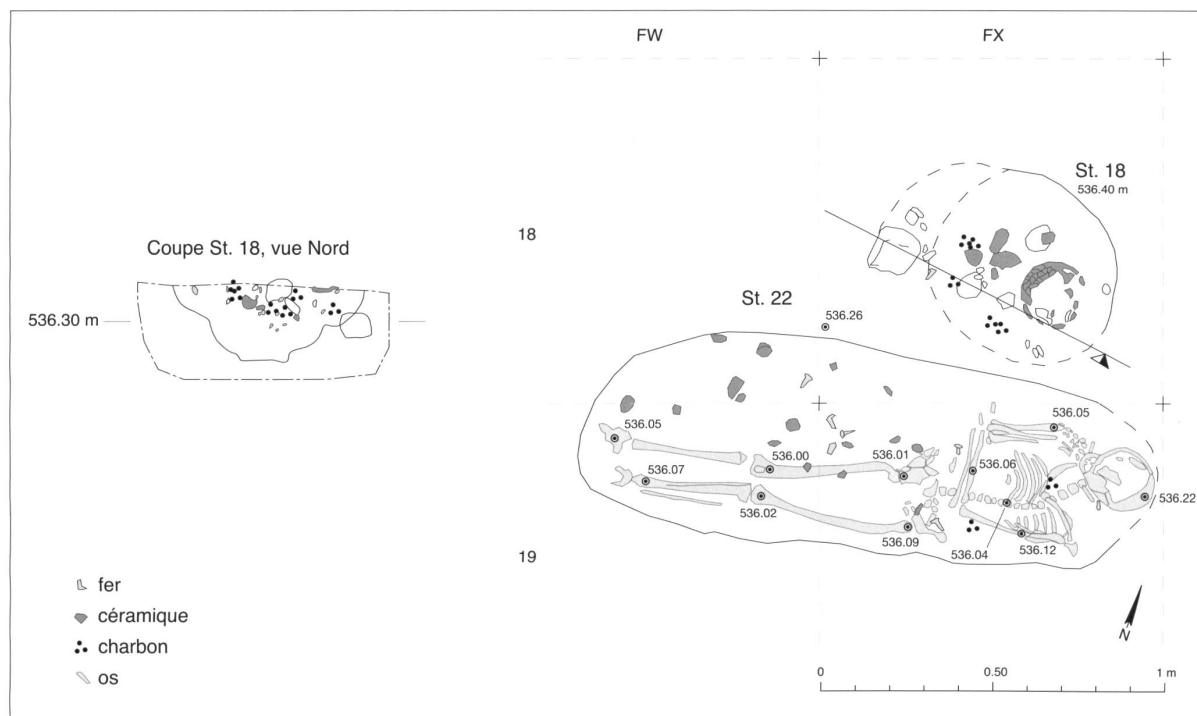 FW FX
St. 18
536.40 m
18
Coupe St. 18, vue Nord
536.30 m
St. 22
536.26
536.05
536.05
536.00
536.01
536.06
536.07
536.02
536.22
536.09
536.04
536.12
19
fer
céramique
charbon
os
N
0 0.50 1 m